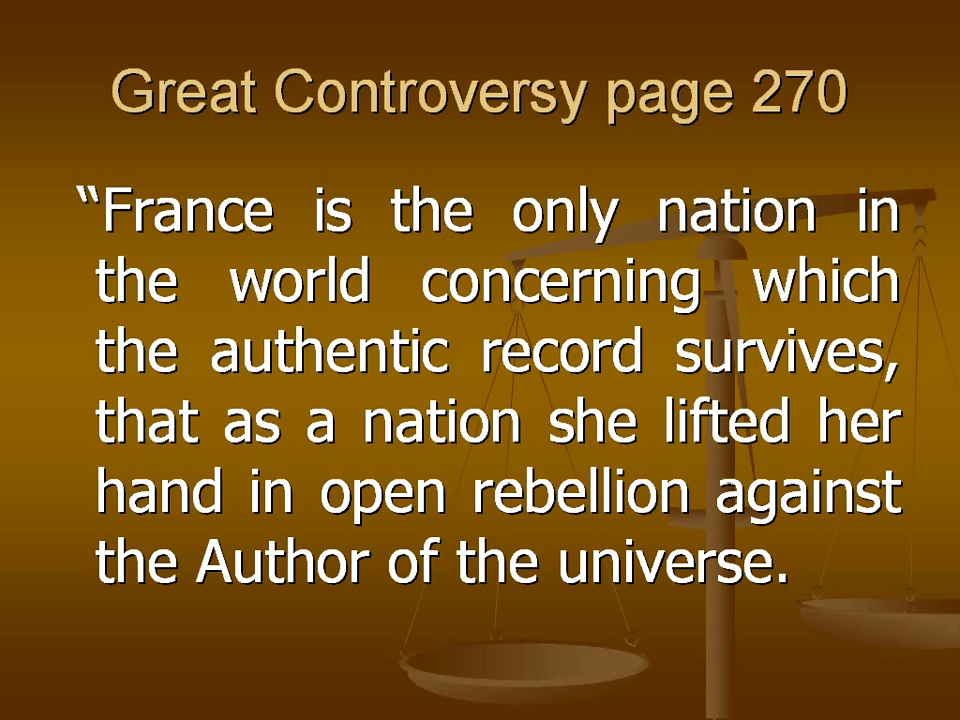 Great Controversy page 270
“France is the only nation in
the world concerning which
the authentic record survives,
that as a nation she lifted her
hand in open rebellion against
the Author of the universe.